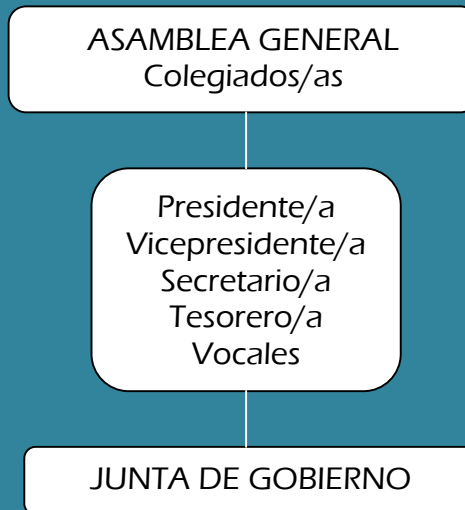 ASAMBLEA GENERAL
Colegiados/as
Presidente/a
Vicepresidente/a
Secretario/a
Tesorero/a
Vocales
JUNTA DE GOBIERNO